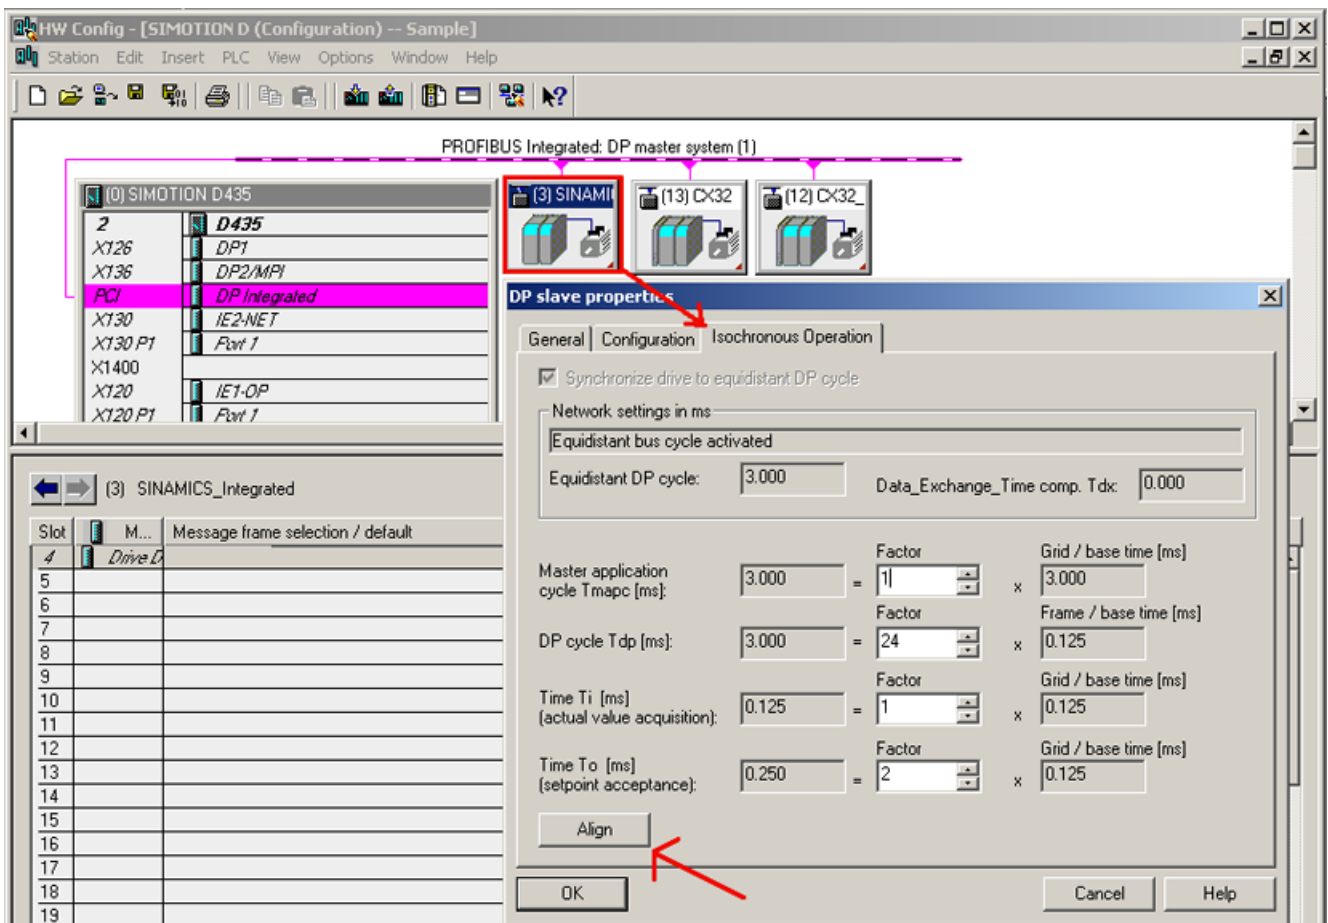 HW Config - [SIMOTION D (Configuration) -- Sample]
Station Edit Insert PLC View Options Window Help
PROFIBUS Integrated: DP master system (1)
(0) SIMOTION D435
2 D435
X126 DP1
X136 DP2/MPI
PCI DP Integrated
X130 IE2-NET
X130 P1 Port 1
X1400
X120 IE1-OP
X120 P1 Port 1
(3) SINAMI
(13) CX32
(12) CX32_
DP slave properties
General Configuration Isochronous Operation
Synchronize drive to equidistant DP cycle
Network settings in ms
Equidistant bus cycle activated
Equidistant DP cycle: 3.000 Data_Exchange_Time comp. Tdx: 0.000
Factor Grid / base time [ms]
Master application
cycle Tmapc [ms]: 3.000 = 1 x 3.000
Factor Frame / base time [ms]
DP cycle Tdp [ms]: 3.000 = 24 x 0.125
Factor Grid / base time [ms]
Time Ti [ms]
(actual value acquisition): 0.125 = 1 x 0.125
Factor Grid / base time [ms]
Time To [ms]
(setpoint acceptance): 0.250 = 2 x 0.125
Align
OK Cancel Help
(3) SINAMICS_Integrated
Slot M... Message frame selection / default
4 Drive D
5
6
7
8
9
10
11
12
13
14
15
16
17
18
19